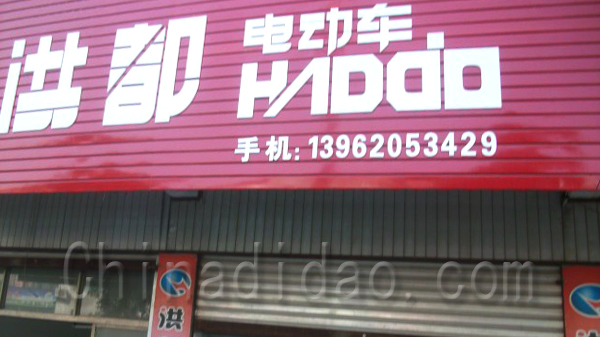 洪都 电动车
HADDO
手机:13962053429
Chinadidao.com
洪